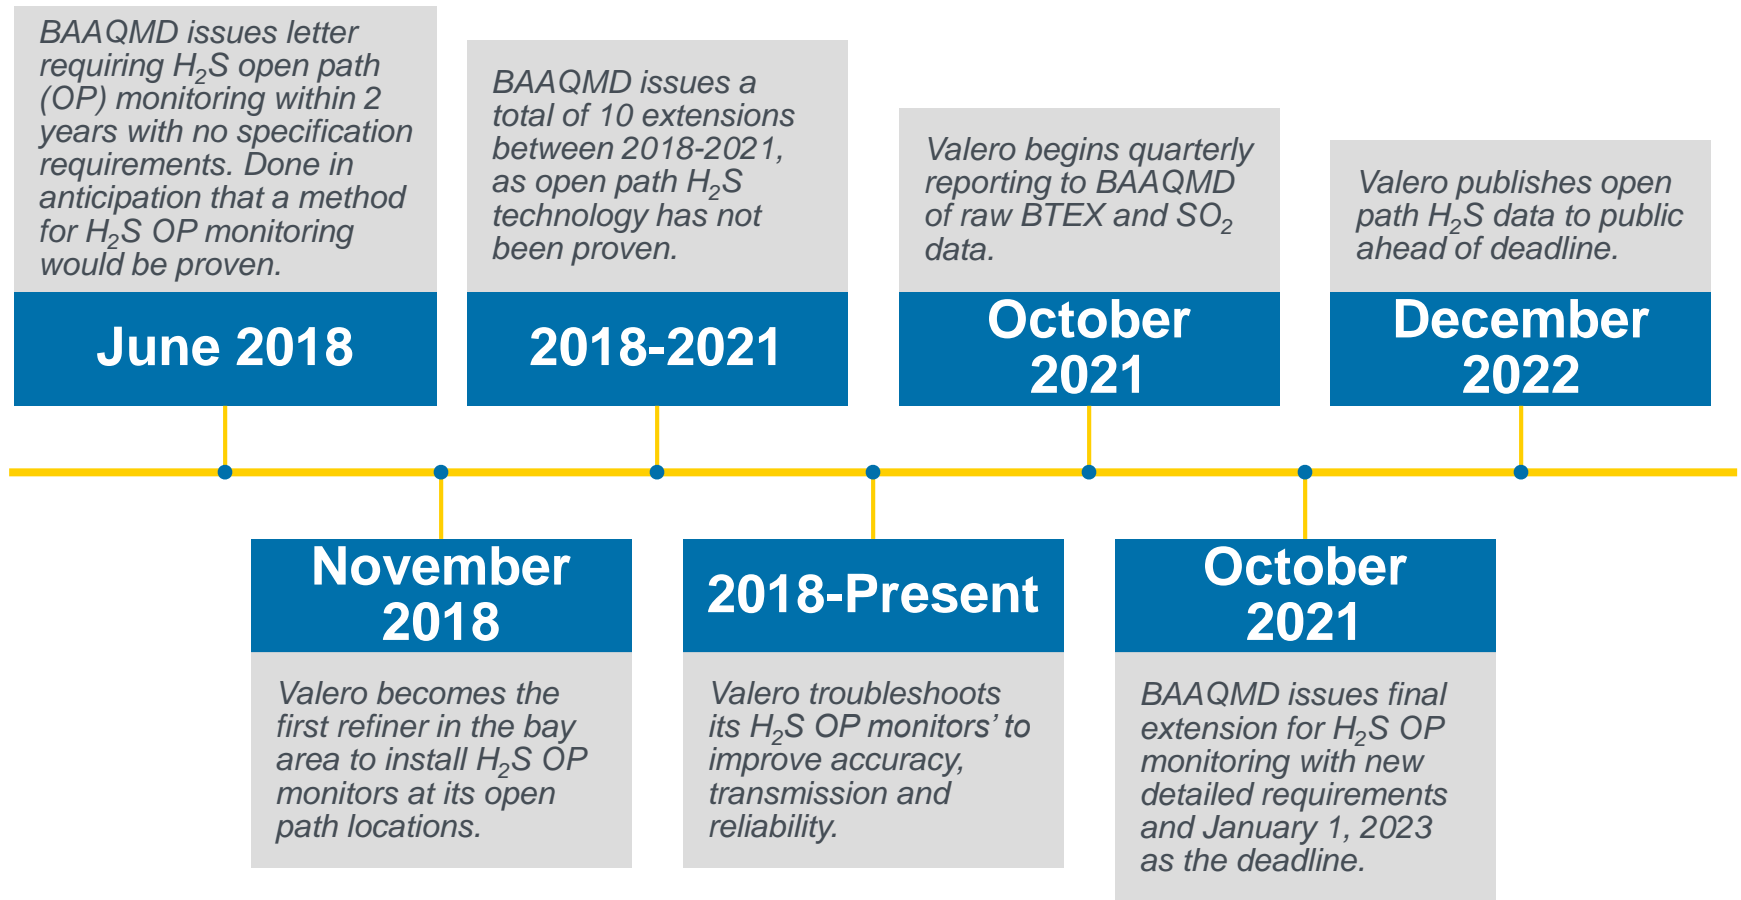 BAAQMD issues letter
requiring H₂S open path
(OP) monitoring within 2
years with no specification
requirements. Done in
anticipation that a method
for H₂S OP monitoring
would be proven.
June 2018
BAAQMD issues a
total of 10 extensions
between 2018-2021,
as open path H₂S
technology has not
been proven.
2018-2021
Valero begins quarterly
reporting to BAAQMD
of raw BTEX and SO₂
data.
October
2021
Valero publishes open
path H₂S data to public
ahead of deadline.
December
2022
November
2018
Valero becomes the
first refiner in the bay
area to install H₂S OP
monitors at its open
path locations.
2018-Present
Valero troubleshoots
its H₂S OP monitors’ to
improve accuracy,
transmission and
reliability.
October
2021
BAAQMD issues final
extension for H₂S OP
monitoring with new
detailed requirements
and January 1, 2023
as the deadline.